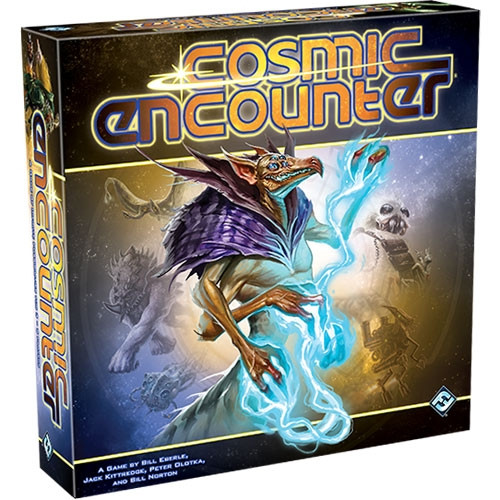 COSMIC
ENCOUNTER
COSMIC
ENCOUNTER
A GAME BY BILL EBERLE,
JACK KITTREDGE, PETER OLOTKA,
AND BILL NORTON